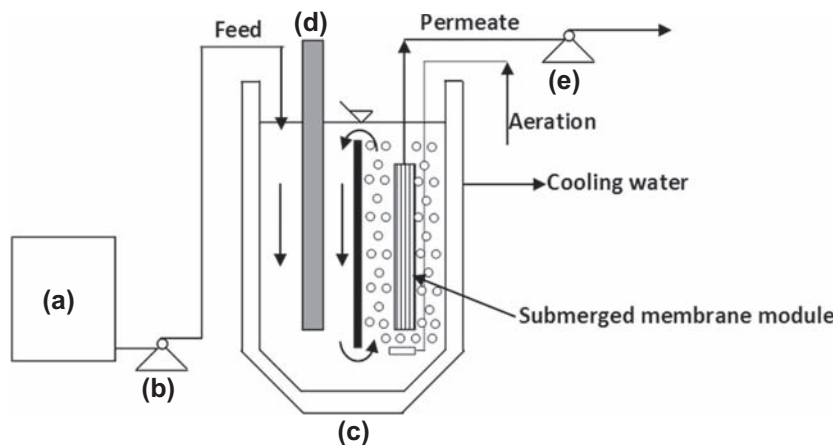 (d)
Feed
Permeate
(e)
Aeration
Cooling water
(a)
Submerged membrane module
(b)
(c)